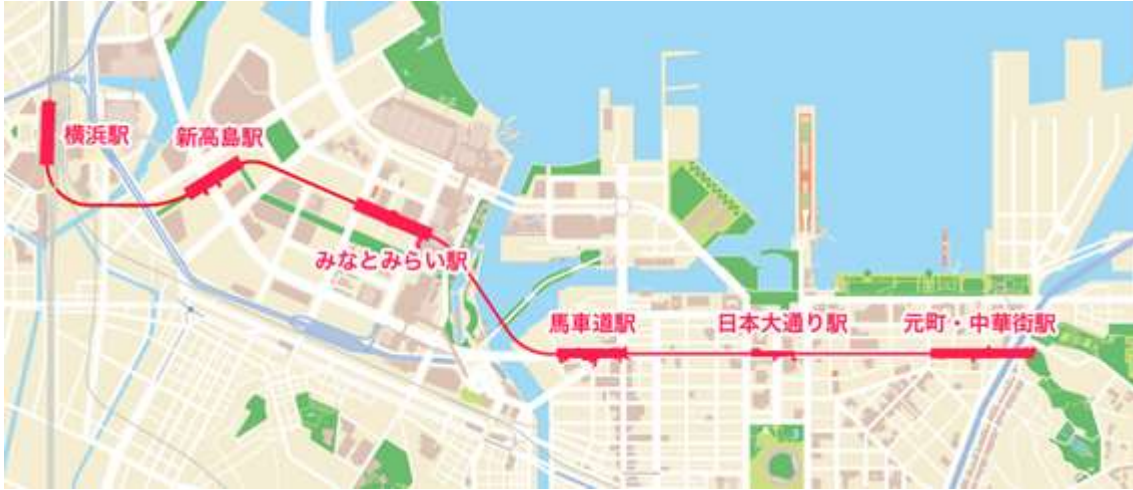 横浜駅
新高島駅
みなとみらい駅
馬車道駅
日本大通り駅
元町・中華街駅